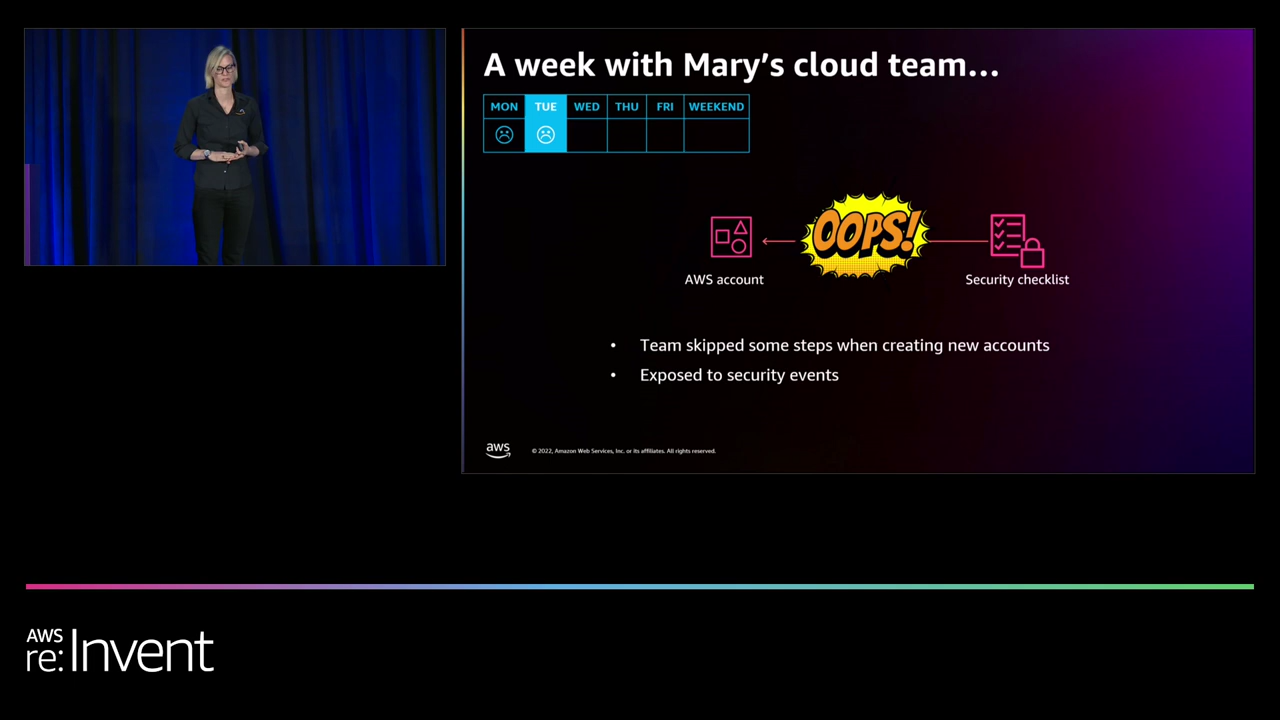 A week with Mary's cloud team...
MON TUE WED THU FRI WEEKEND
OOPS!
AWS account
Security checklist
• Team skipped some steps when creating new accounts
• Exposed to security events
aws
© 2022, Amazon Web Services, Inc. or its affiliates. All rights reserved.
AWS
re:Invent